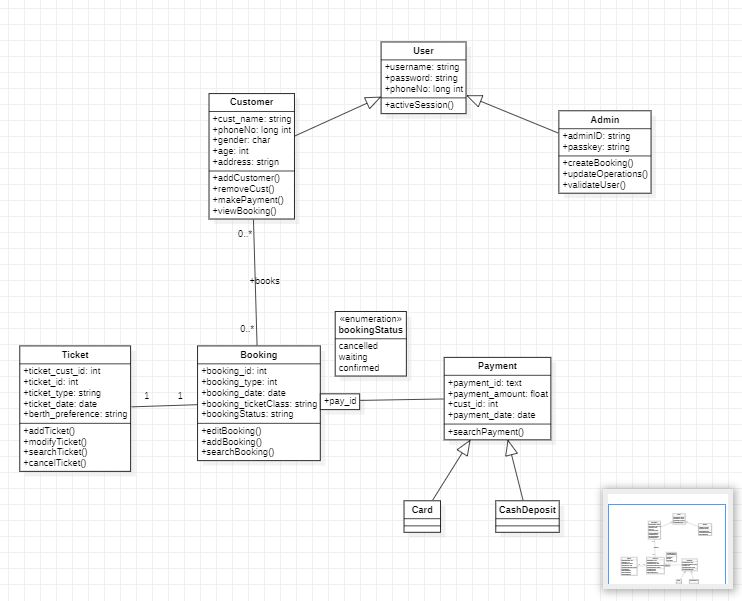 User
+username: string
+password: string
+phoneNo: long int
+activeSession()
Customer
+cust_name: string
+phoneNo: long int
+gender: char
+age: int
+address: strign
+addCustomer()
+removeCust()
+makePayment()
+viewBooking()
Admin
+adminID: string
+passkey: string
+createBooking()
+updateOperations()
+validateUser()
0..*
+books
0..*
«enumeration»
bookingStatus
cancelled
waiting
confirmed
Ticket
+ticket_cust_id: int
+ticket_id: int
+ticket_type: string
+ticket_date: date
+berth_preference: string
+addTicket()
+modifyTicket()
+searchTicket()
+cancelTicket()
1
1
Booking
+booking_id: int
+booking_type: int
+booking_date: date
+booking_ticketClass: string
+bookingStatus: string
+editBooking()
+addBooking()
+searchBooking()
+pay_id
Payment
+payment_id: text
+payment_amount: float
+cust_id: int
+payment_date: date
+searchPayment()
Card
CashDeposit